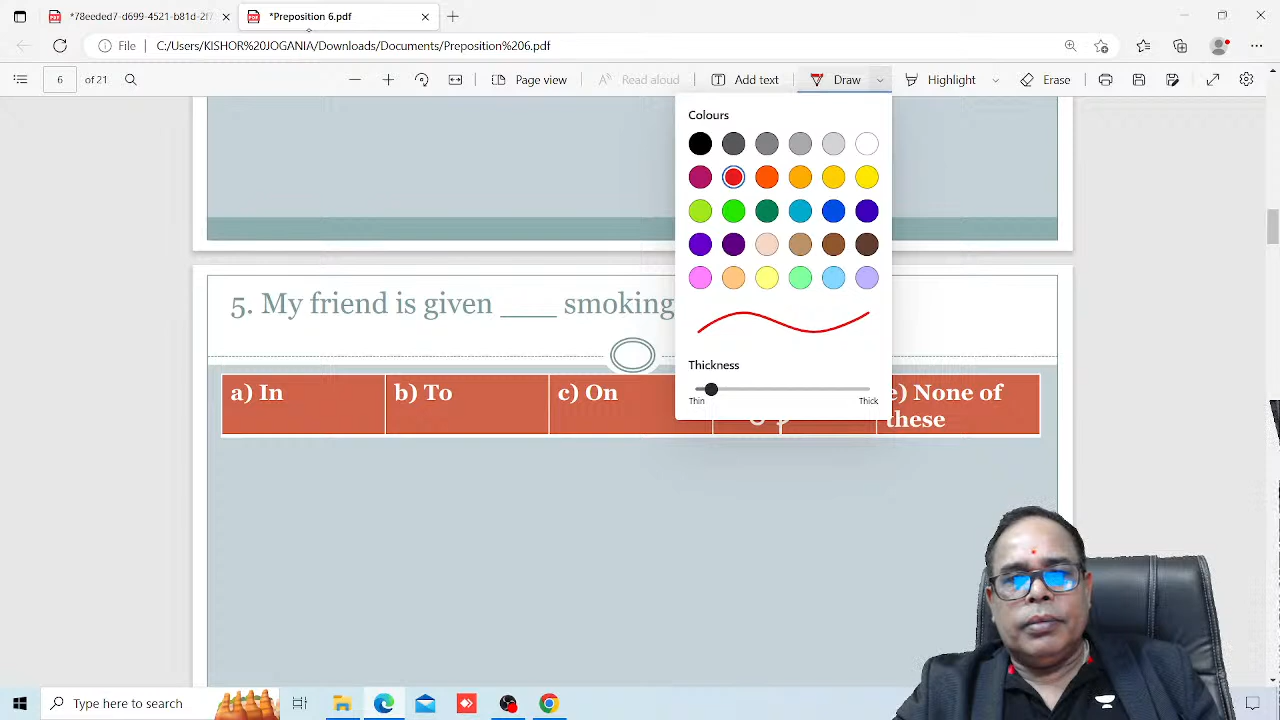 *78eeded7-d699-4521-b81d-2f7
*Preposition 6.pdf
File
C:/Users/KISHOR%20JOGANIA/Downloads/Documents/Preposition%206.pdf
6
of 21
Page view
Read aloud
Add text
Draw
Highlight
Erase
Colours
Thickness
Thin
Thick
5. My friend is given ____ smoking
a) In
b) To
c) On
e) None of
these
Type here to search